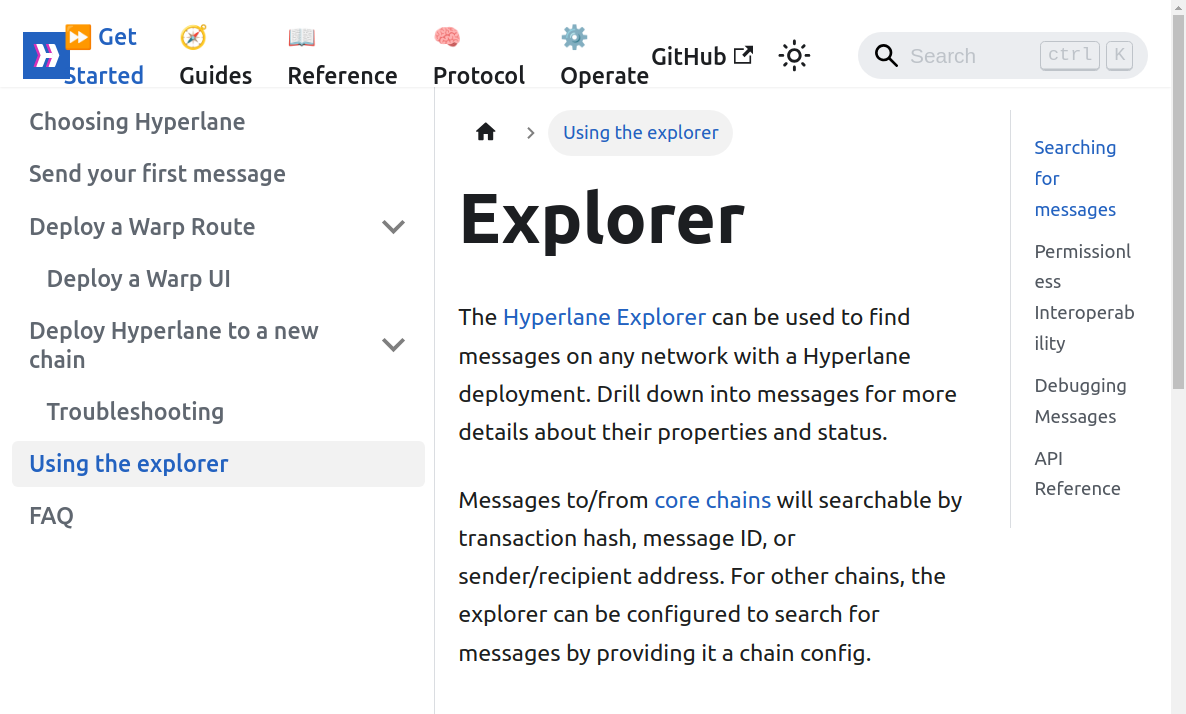 ⏩ Get Started
🧭 Guides
📖 Reference
🧠 Protocol
⚙️ Operate
GitHub
Search
ctrl K
Choosing Hyperlane
Send your first message
Deploy a Warp Route
Deploy a Warp UI
Deploy Hyperlane to a new
chain
Troubleshooting
Using the explorer
FAQ
Using the explorer
Explorer
The Hyperlane Explorer can be used to find
messages on any network with a Hyperlane
deployment. Drill down into messages for more
details about their properties and status.
Messages to/from core chains will searchable by
transaction hash, message ID, or
sender/recipient address. For other chains, the
explorer can be configured to search for
messages by providing it a chain config.
Searching
for
messages
Permissionl
ess
Interoperab
ility
Debugging
Messages
API
Reference